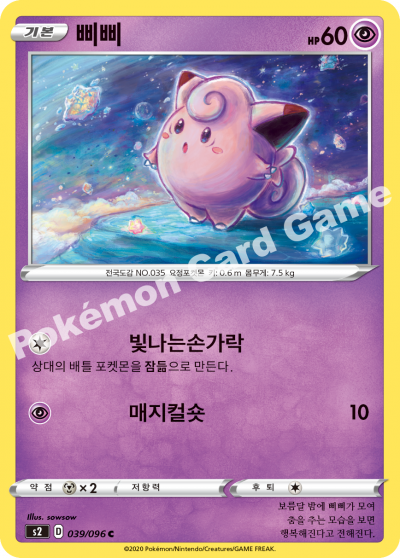 기본 삐삐 HP 60
전국도감 NO.035 요정포켓몬 키: 0.6 m 몸무게: 7.5 kg
Pokémon Card Game
빛나는손가락
상대의 배틀 포켓몬을 잠듦으로 만든다.
매지컬숏 10
약점 ×2 저항력 후퇴
Illus. sowsow
s2 D 039/096 C
보름달 밤에 삐삐가 모여
춤을 추는 모습을 보면
행복해진다고 전해진다.
©2020 Pokémon/Nintendo/Creatures/GAME FREAK.